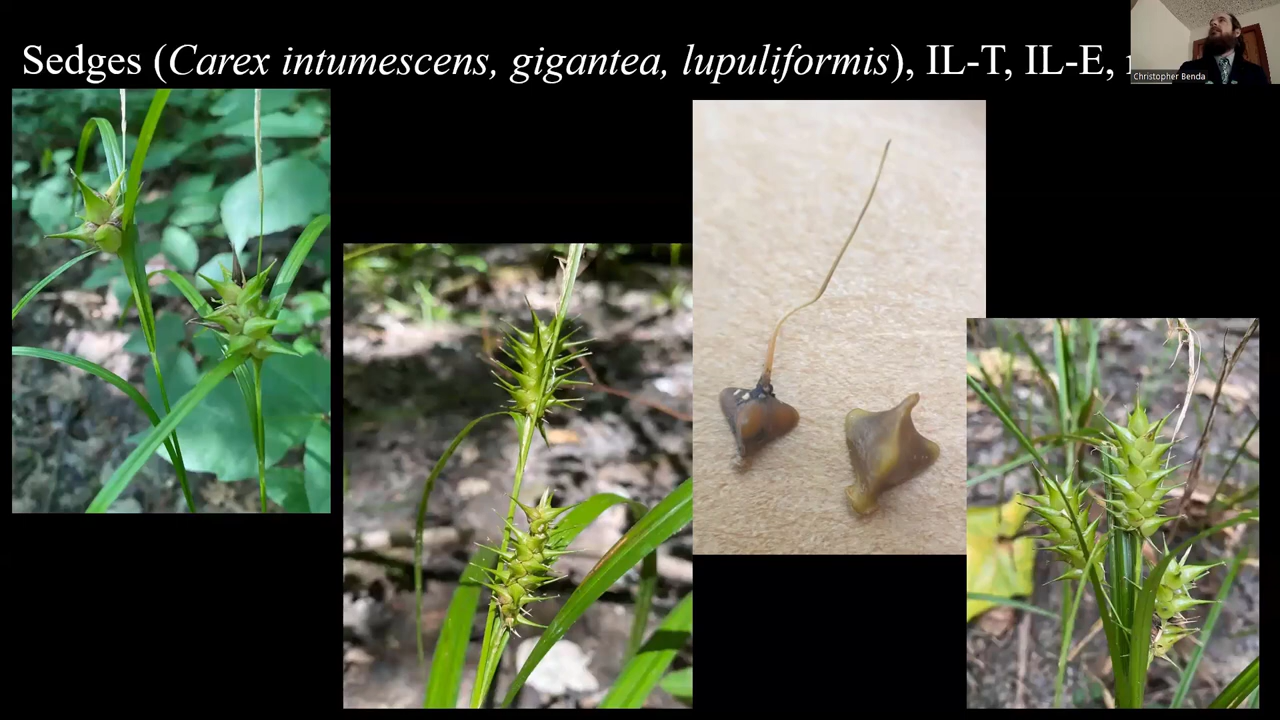 Sedges (Carex intumescens, gigantea, lupuliformis), IL-T, IL-E,
Christopher Benda